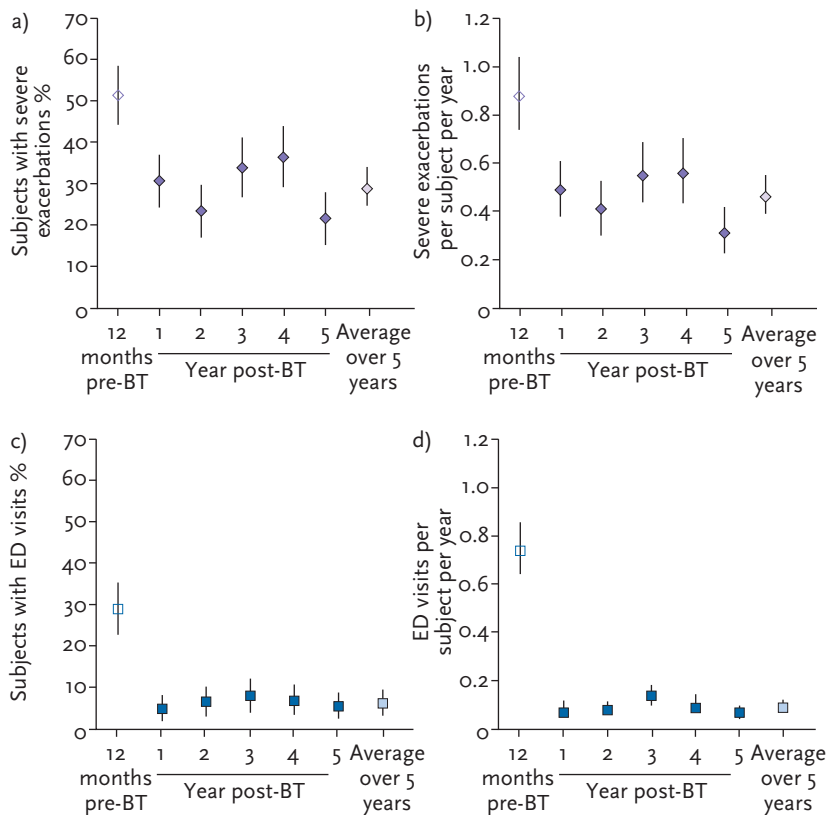 a)
Subjects with severe
exacerbations %
70
60
50
40
30
20
10
0
12
months
pre-BT
1 2 3 4 5
Year post-BT
Average
over 5
years
b)
Severe exacerbations
per subject per year
1.2
1.0
0.8
0.6
0.4
0.2
0
12
months
pre-BT
1 2 3 4 5
Year post-BT
Average
over 5
years
c)
Subjects with ED visits %
70
60
50
40
30
20
10
0
12
months
pre-BT
1 2 3 4 5
Year post-BT
Average
over 5
years
d)
ED visits per
subject per year
1.2
1.0
0.8
0.6
0.4
0.2
0
12
months
pre-BT
1 2 3 4 5
Year post-BT
Average
over 5
years